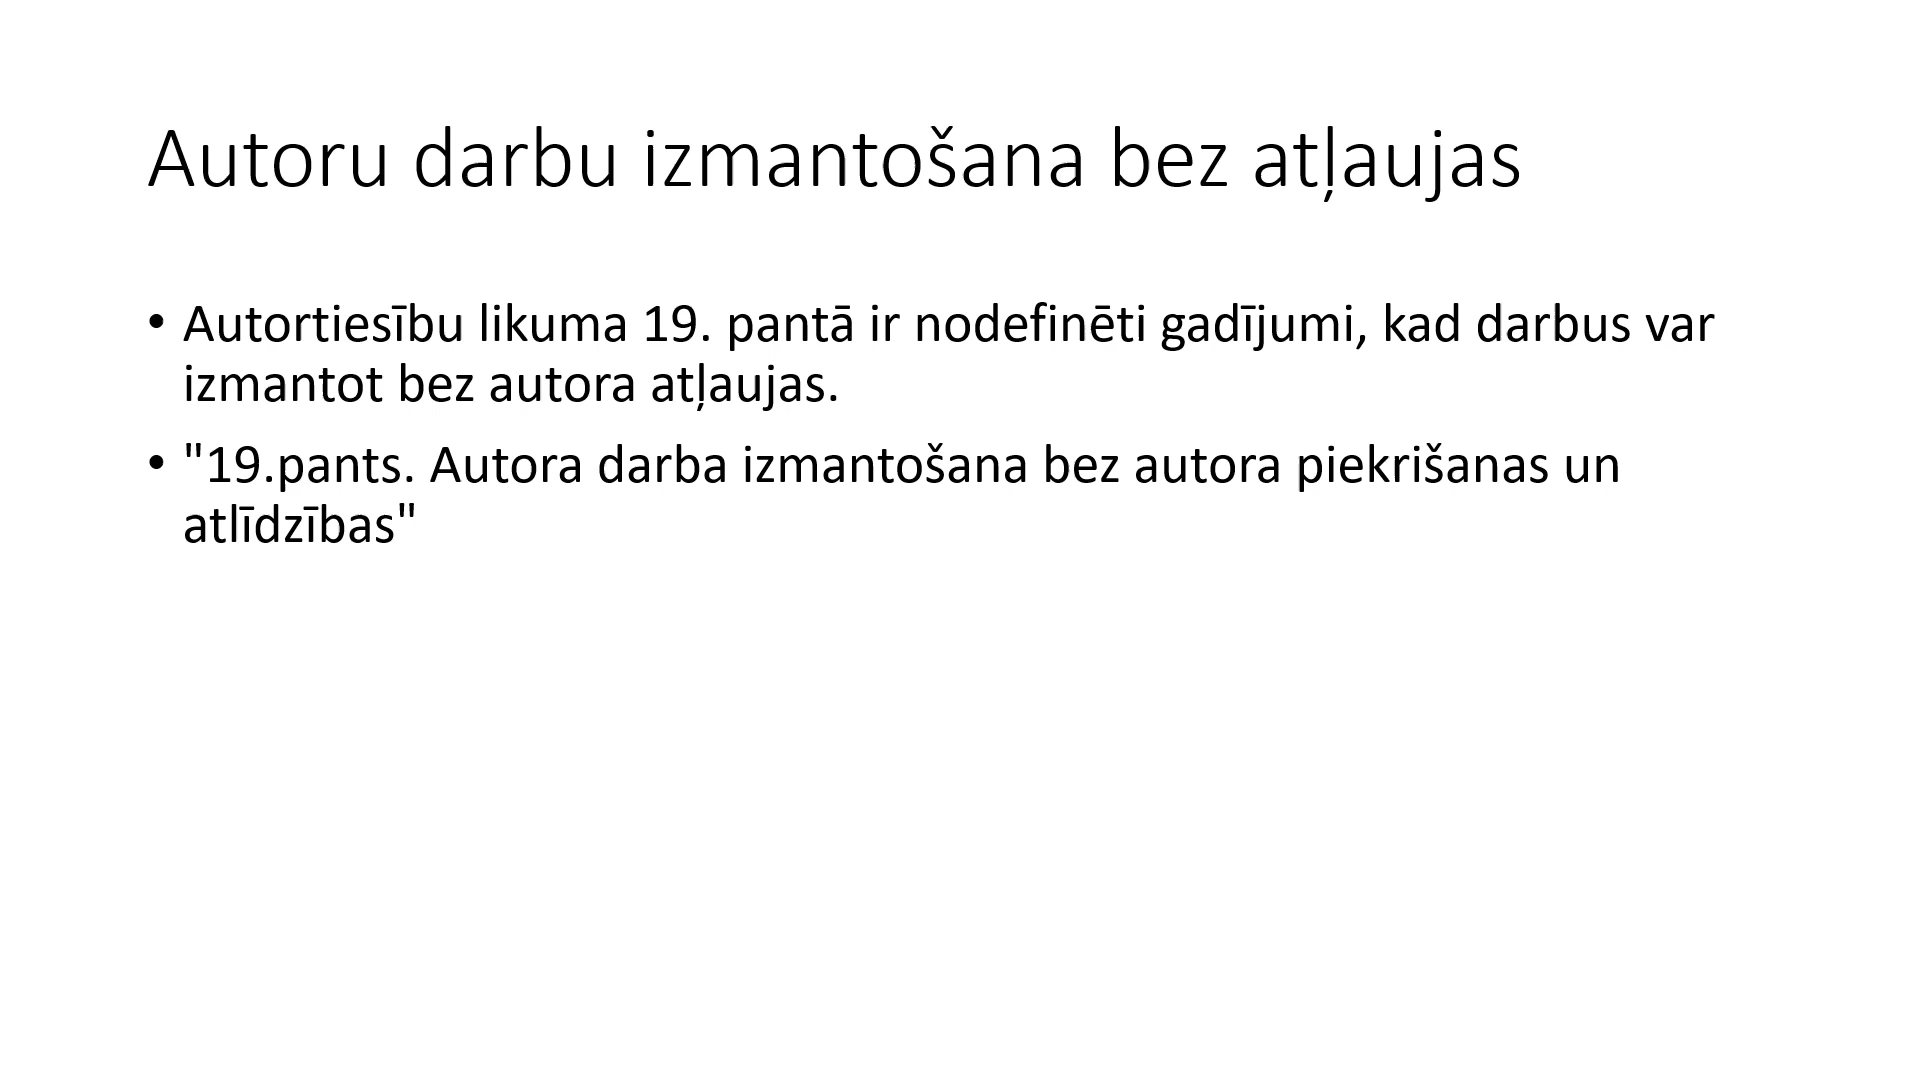 Autoru darbu izmantošana bez atļaujas
• Autortiesību likuma 19. pantā ir nodefinēti gadījumi, kad darbus var
izmantot bez autora atļaujas.
• "19.pants. Autora darba izmantošana bez autora piekrišanas un
atlīdzības"